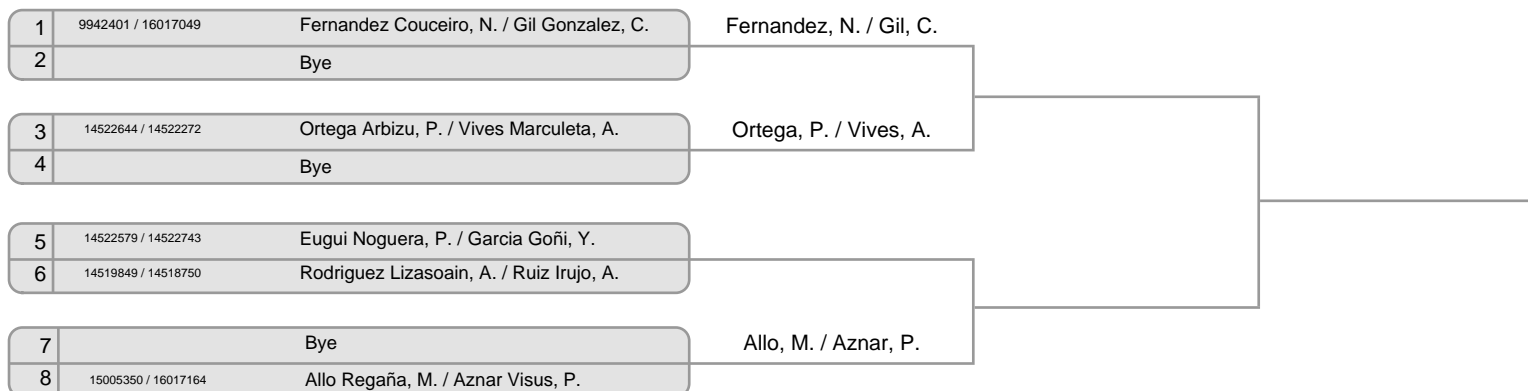 1 9942401 / 16017049 Fernandez Couceiro, N. / Gil Gonzalez, C. Fernandez, N. / Gil, C.
2 Bye
3 14522644 / 14522272 Ortega Arbizu, P. / Vives Marculeta, A. Ortega, P. / Vives, A.
4 Bye
5 14522579 / 14522743 Eugui Noguera, P. / Garcia Goñi, Y.
6 14519849 / 14518750 Rodriguez Lizasoain, A. / Ruiz Irujo, A.
7 Bye Allo, M. / Aznar, P.
8 15005350 / 16017164 Allo Regaña, M. / Aznar Visus, P.